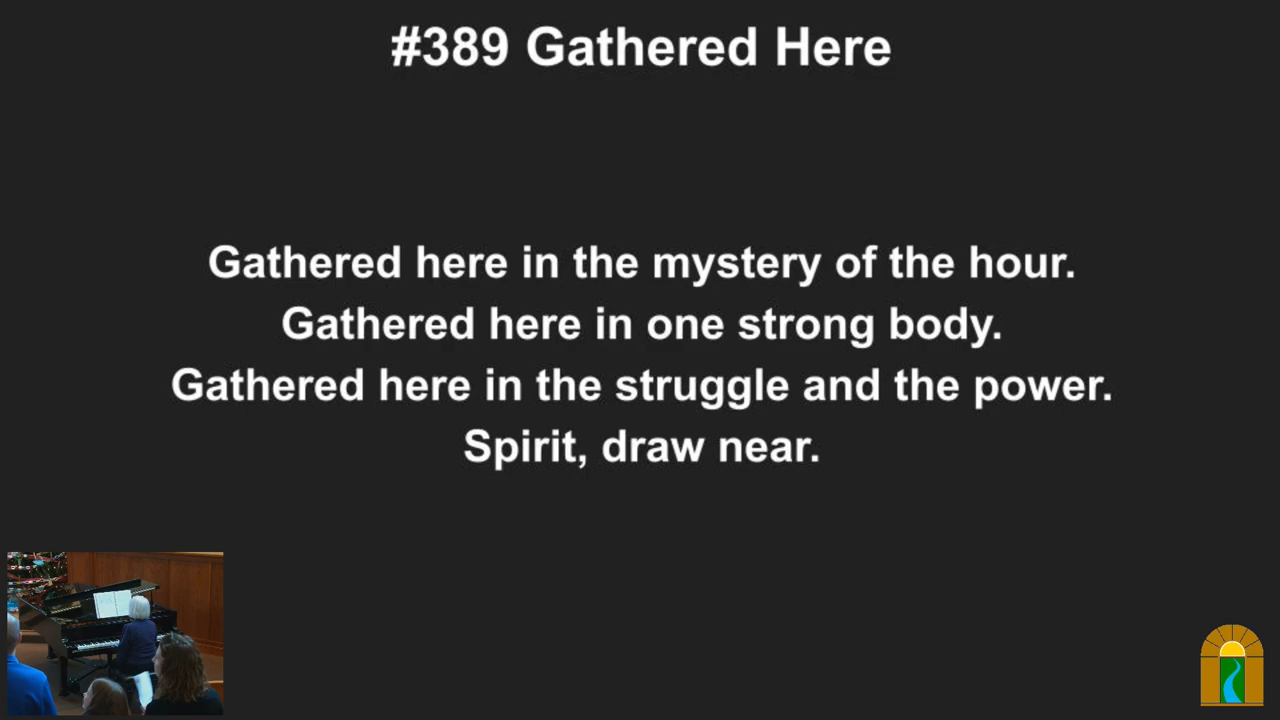 #389 Gathered Here
Gathered here in the mystery of the hour.
Gathered here in one strong body.
Gathered here in the struggle and the power.
Spirit, draw near.